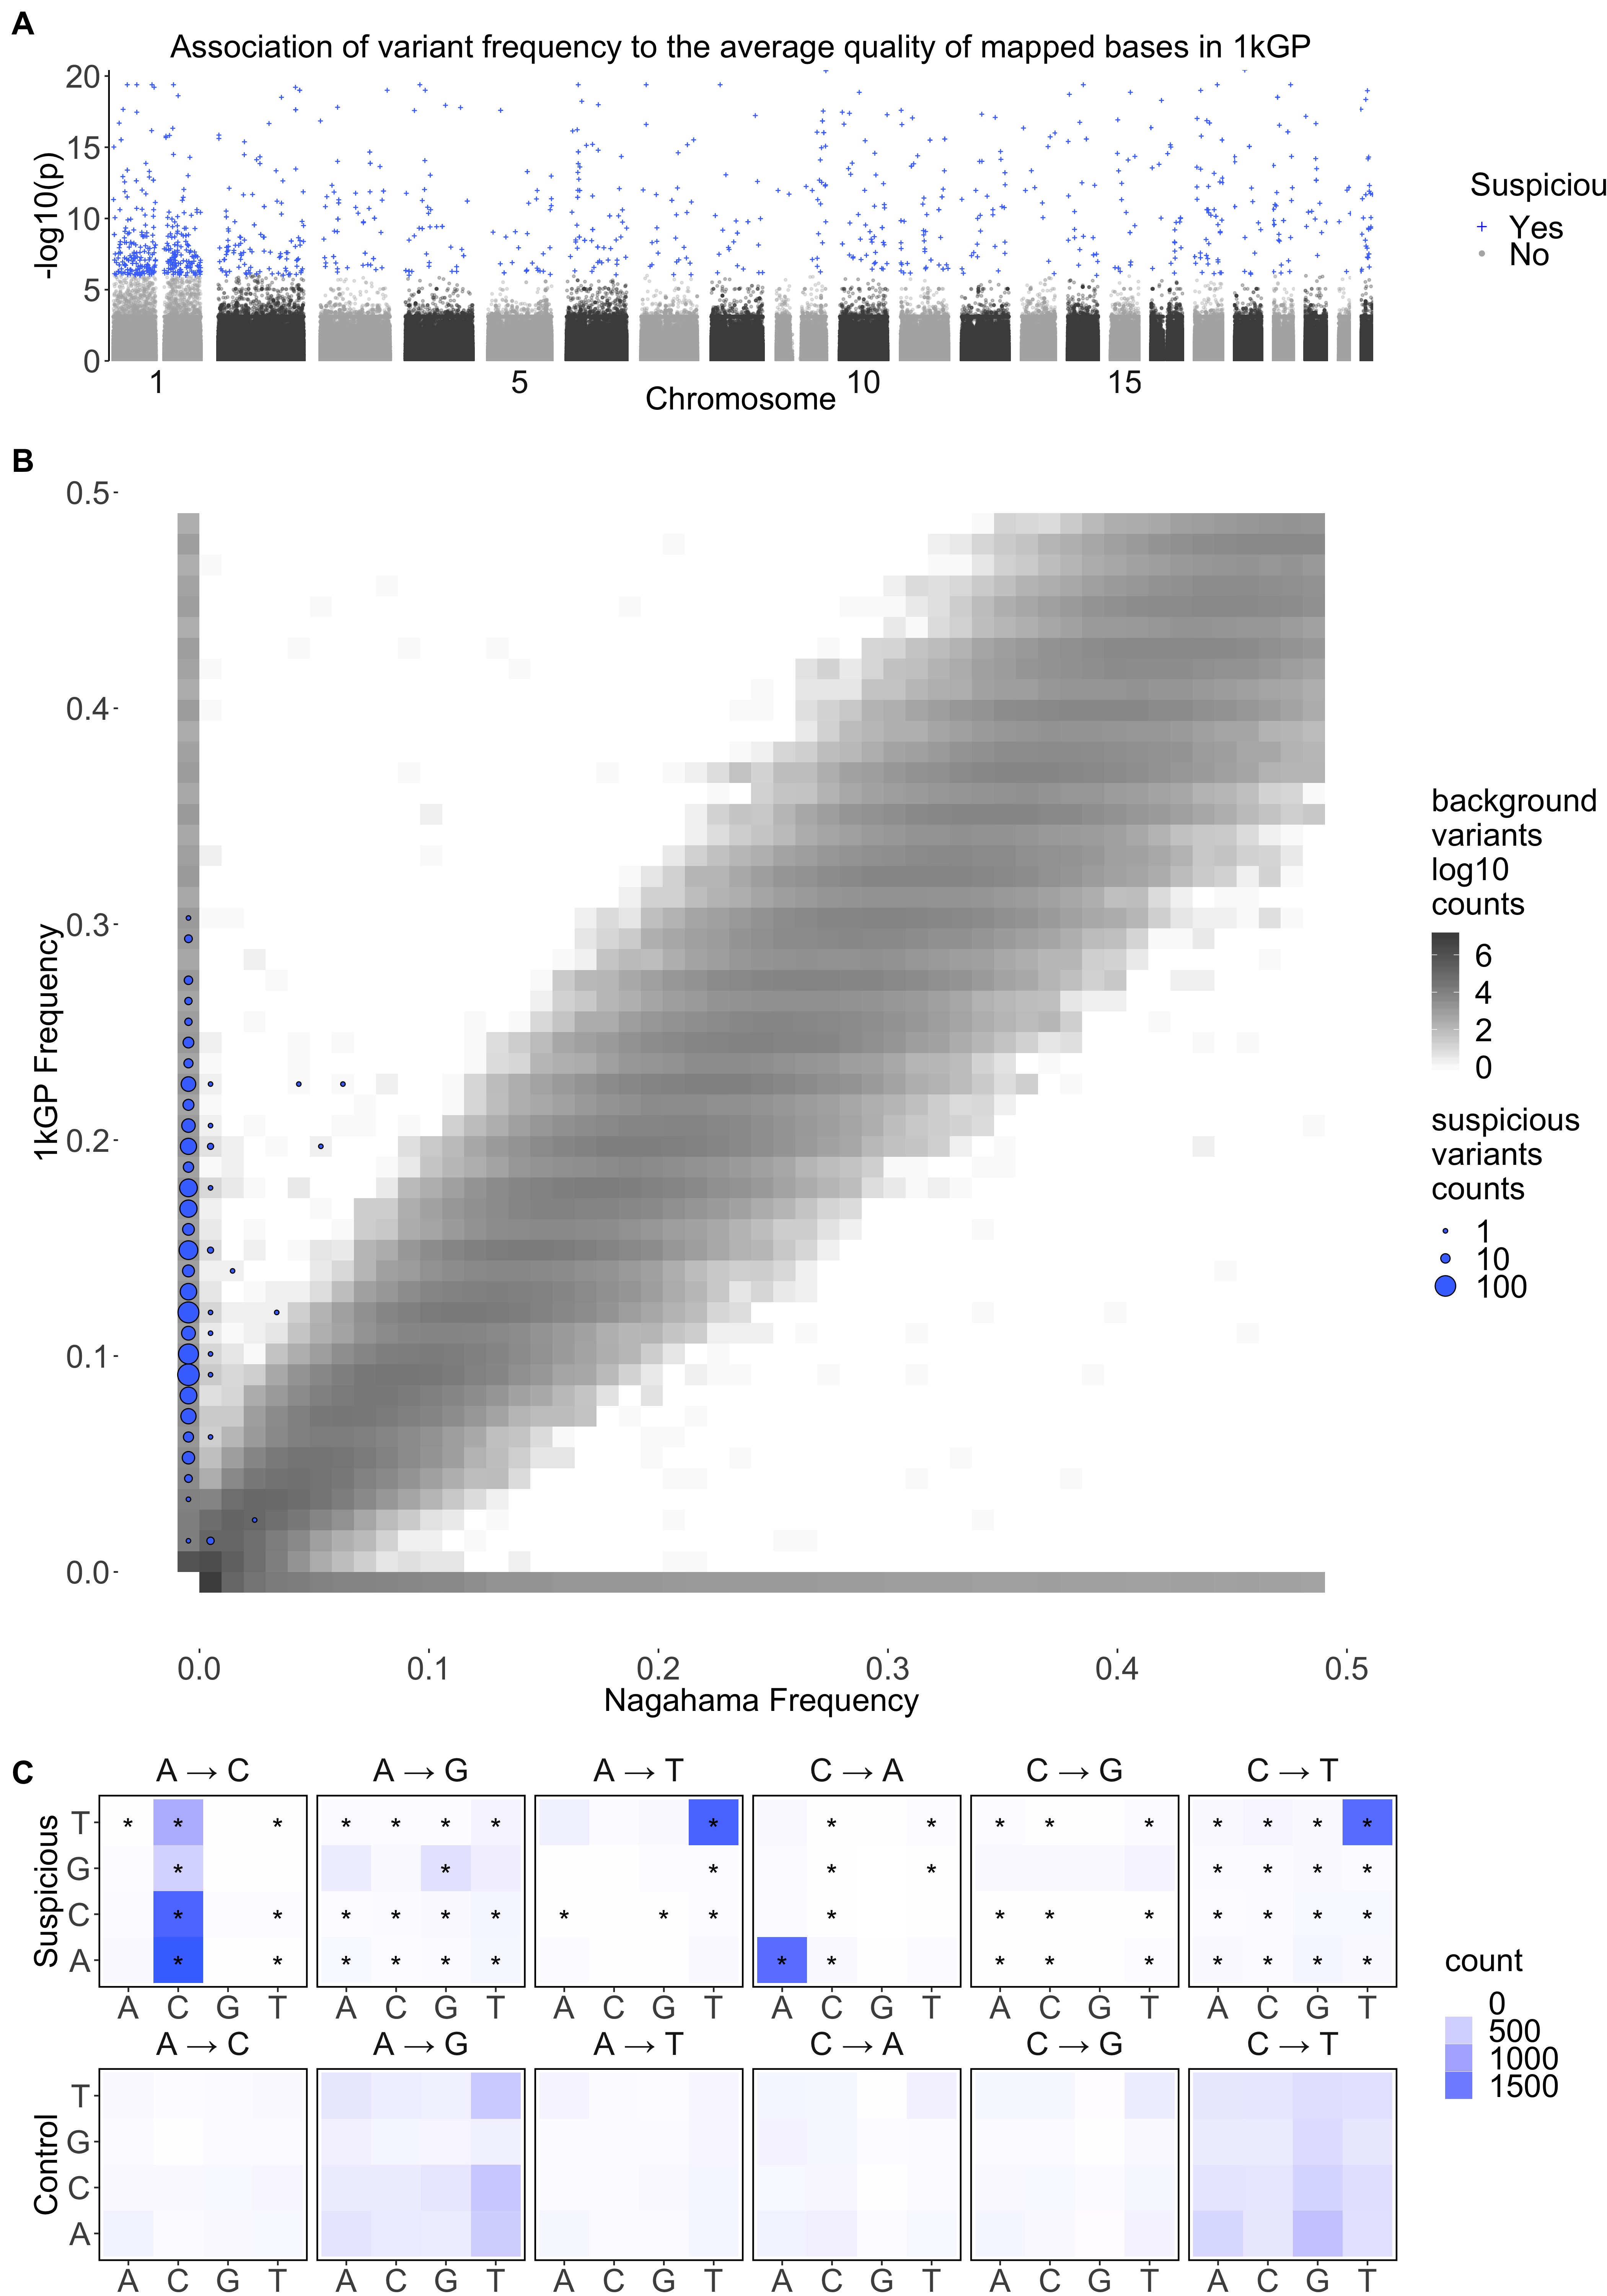 A
Association of variant frequency to the average quality of mapped bases in 1kGP
20
15
10
5
0
-log10(p)
1 5 10 15
Chromosome
Suspiciou
Yes
No
B
0.5
0.4
0.3
0.2
0.1
0.0
1kGP Frequency
0.0 0.1 0.2 0.3 0.4 0.5
Nagahama Frequency
background
variants
log10
counts
6
4
2
0
suspicious
variants
counts
1
10
100
C
A → C A → G A → T C → A C → G C → T
Suspicious
T * * * * * * * * * * * * * * * * *
G * * * * * * * * *
C * * * * * * * * * * * * * * * * * *
A * * * * * * * * * * * * * * * *
A C G T A C G T A C G T A C G T A C G T A C G T
A → C A → G A → T C → A C → G C → T
Control
T
G
C
A
A C G T A C G T A C G T A C G T A C G T A C G T
count
0
500
1000
1500